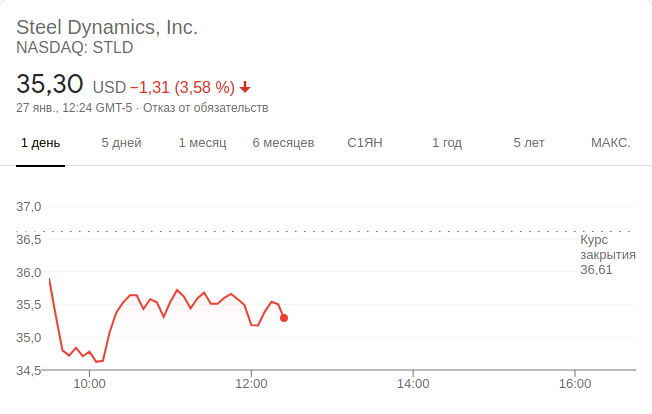 Steel Dynamics, Inc.
NASDAQ: STLD
35,30 USD −1,31 (3,58 %)
27 янв., 12:24 GMT-5 · Отказ от обязательств
1 день 5 дней 1 месяц 6 месяцев С1ЯН 1 год 5 лет МАКС.
37,0
36,5
Курс
закрытия
36,61
36,0
35,5
35,0
34,5
10:00 12:00 14:00 16:00